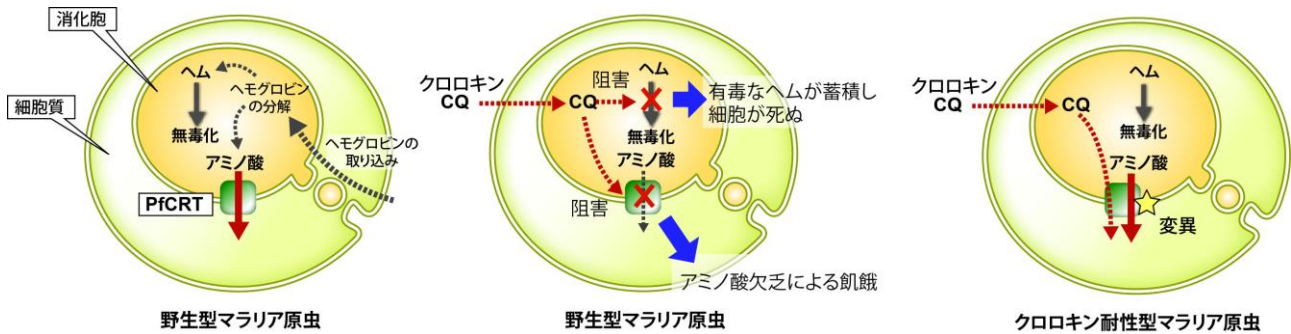 消化胞
細胞質
ヘム
ヘモグロビン
の分解
無毒化
アミノ酸
ヘモグロビンの
取り込み
PfCRT
野生型マラリア原虫
クロロキン
CQ
CQ
阻害
ヘム
無毒化
アミノ酸
阻害
有毒なヘムが蓄積し
細胞が死ぬ
アミノ酸欠乏による飢餓
野生型マラリア原虫
クロロキン
CQ
CQ
ヘム
無毒化
アミノ酸
変異
クロロキン耐性型マラリア原虫